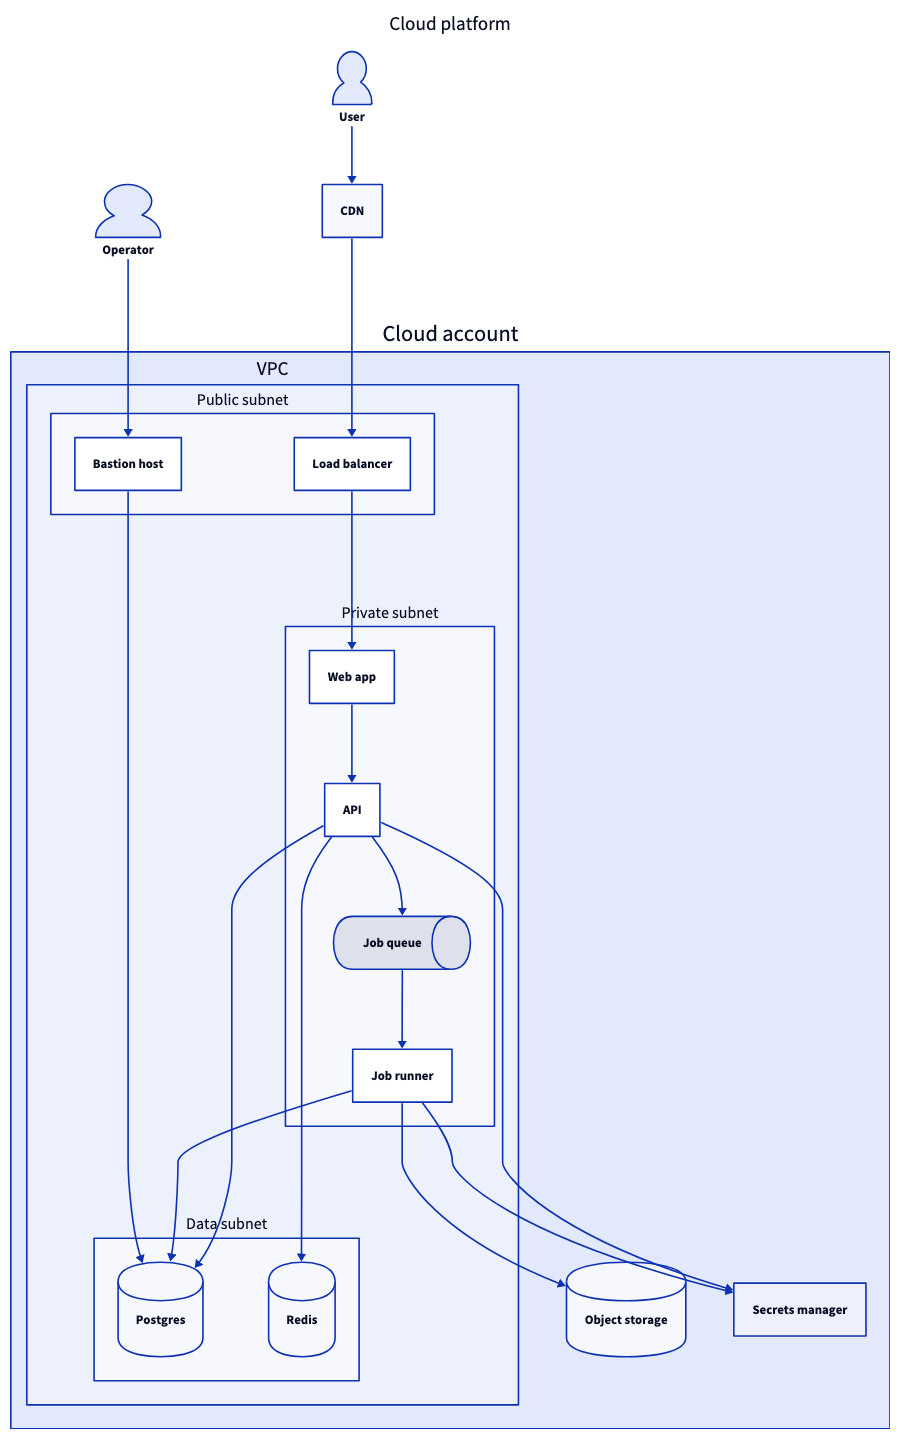 Cloud platform
User
CDN
Operator
Cloud account
VPC
Public subnet
Bastion host
Load balancer
Private subnet
Web app
API
Job queue
Job runner
Data subnet
Postgres
Redis
Object storage
Secrets manager